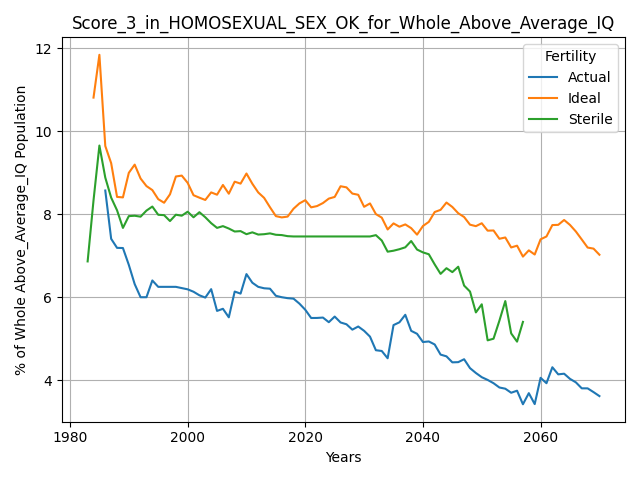 Score_3_in_HOMOSEXUAL_SEX_OK_for_Whole_Above_Average_IQ
Fertility
Actual
Ideal
Sterile
% of Whole Above_Average_IQ Population
12
10
8
6
4
1980
2000
2020
2040
2060
Years